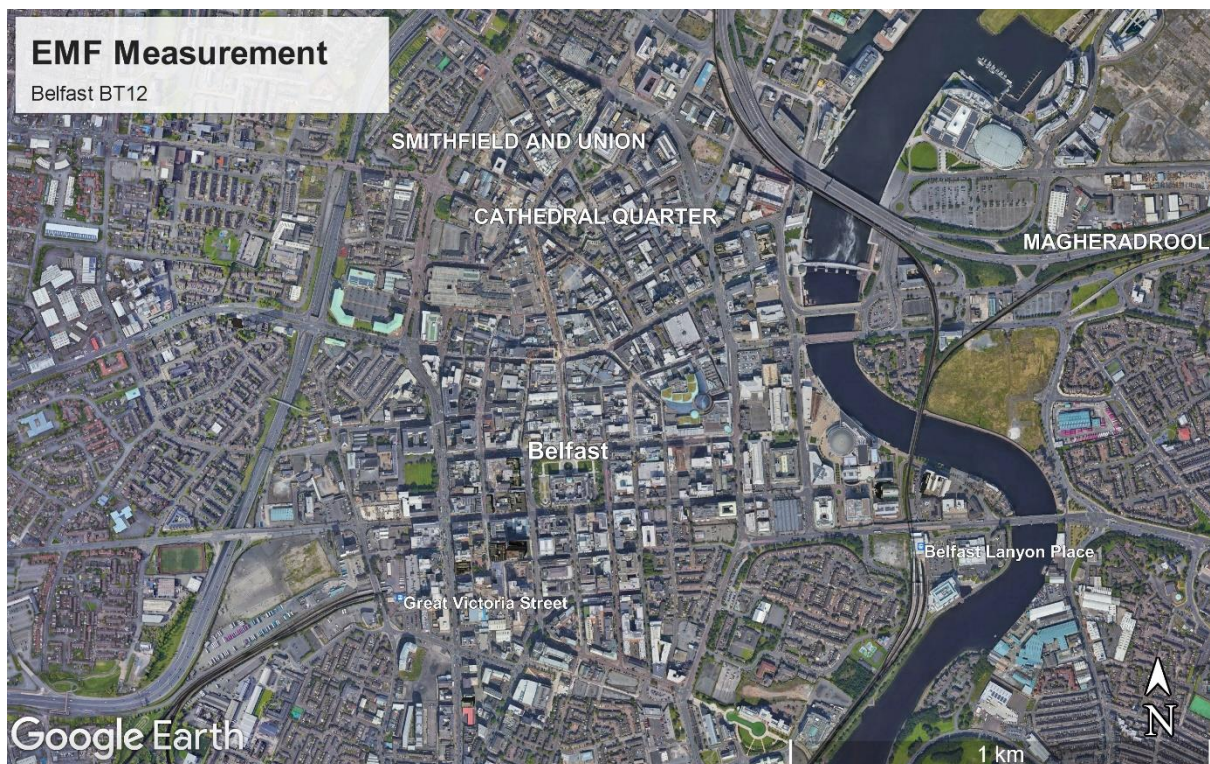 EMF Measurement
Belfast BT12
SMITHFIELD AND UNION
CATHEDRAL QUARTER
MAGHERADROOL
Belfast
Belfast Lanyon Place
Great Victoria Street
N
Google Earth
1 km